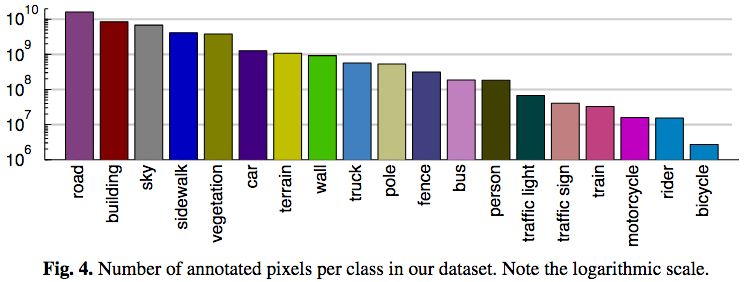 10^10
10^9
10^8
10^7
10^6
road
building
sky
sidewalk
vegetation
car
terrain
wall
truck
pole
fence
bus
person
traffic light
traffic sign
train
motorcycle
rider
bicycle
Fig. 4. Number of annotated pixels per class in our dataset. Note the logarithmic scale.